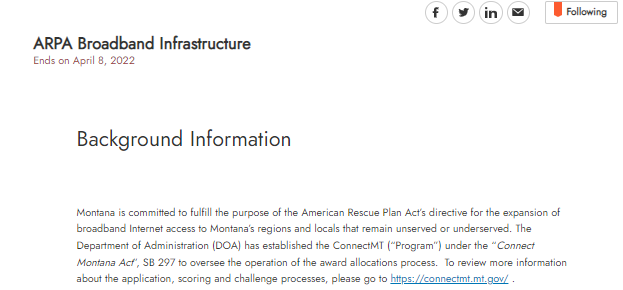 Following
ARPA Broadband Infrastructure
Ends on April 8, 2022
Background Information
Montana is committed to fulfill the purpose of the American Rescue Plan Act's directive for the expansion of
broadband Internet access to Montana's regions and locals that remain unserved or underserved. The
Department of Administration (DOA) has established the ConnectMT ("Program") under the "Connect
Montana Act", SB 297 to oversee the operation of the award allocations process.  To review more information
about the application, scoring and challenge processes, please go to https://connectmt.mt.gov/ .